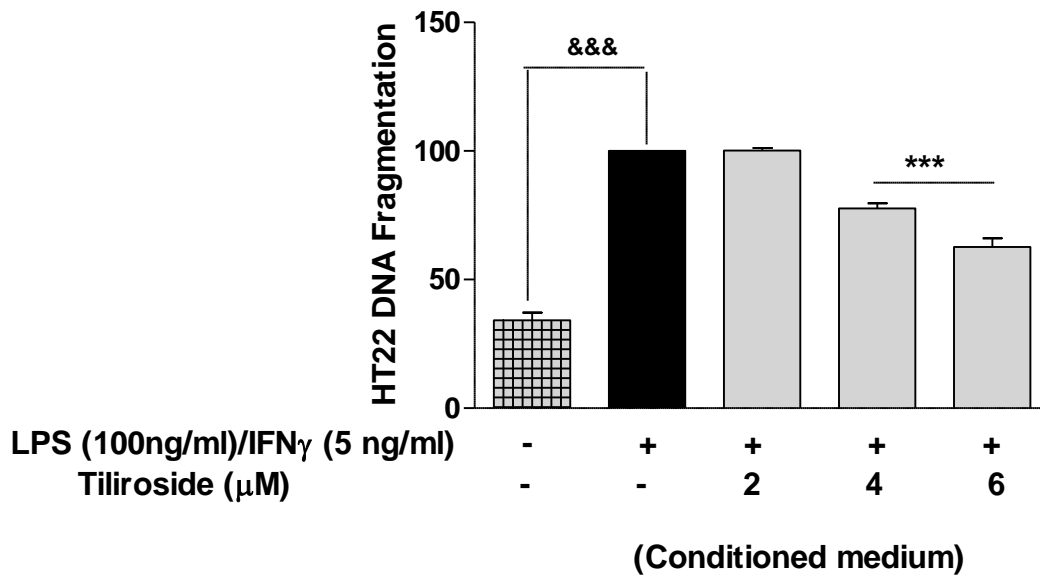 150
&&&
100
***
50
0
HT22 DNA Fragmentation
LPS (100ng/ml)/IFNγ (5 ng/ml) - + + + +
Tiliroside (μM) - - 2 4 6
(Conditioned medium)